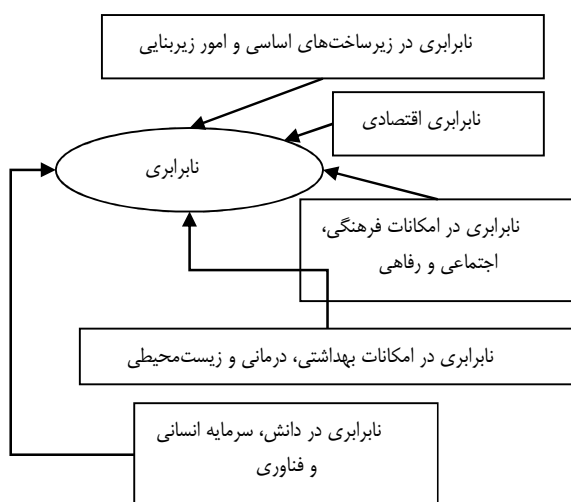 نابرابری در زیرساخت‌های اساسی و امور زیربنایی
نابرابری اقتصادی
نابرابری
نابرابری در امکانات فرهنگی،
اجتماعی و رفاهی
نابرابری در امکانات بهداشتی، درمانی و زیست‌محیطی
نابرابری در دانش، سرمایه انسانی
و فناوری